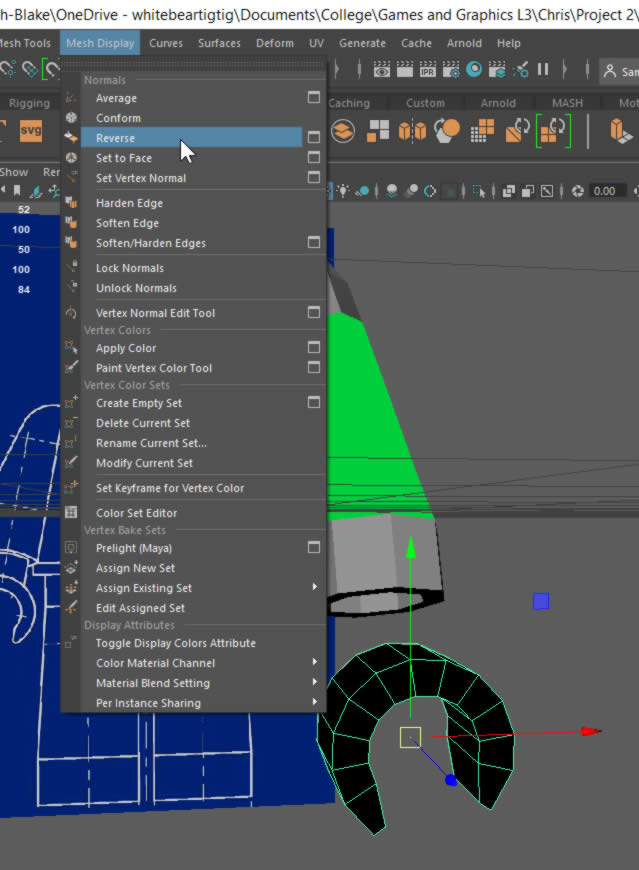 h-Blake\OneDrive - whitebeartigtig\Documents\College\Games and Graphics L3\Chris\Project 2\
Mesh Tools Mesh Display Curves Surfaces Deform UV Generate Cache Arnold Help
IPR
Sam
Rigging Caching Custom Arnold MASH Mot
svg
Show Ren
0.00
52
100
50
100
84
Normals
Average
Conform
Reverse
Set to Face
Set Vertex Normal
Harden Edge
Soften Edge
Soften/Harden Edges
Lock Normals
Unlock Normals
Vertex Normal Edit Tool
Vertex Colors
Apply Color
Paint Vertex Color Tool
Vertex Color Sets
Create Empty Set
Delete Current Set
Rename Current Set...
Modify Current Set
Set Keyframe for Vertex Color
Color Set Editor
Vertex Bake Sets
Prelight (Maya)
Assign New Set
Assign Existing Set
Edit Assigned Set
Display Attributes
Toggle Display Colors Attribute
Color Material Channel
Material Blend Setting
Per Instance Sharing